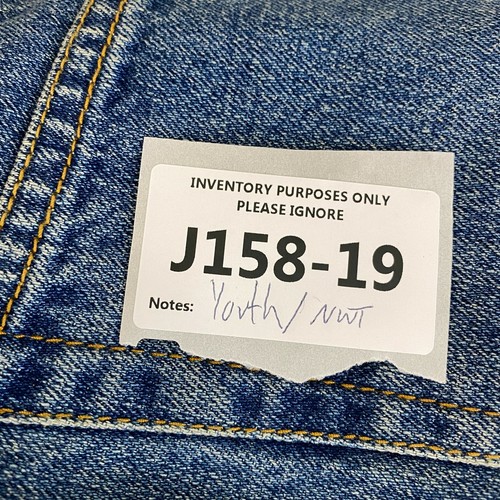 INVENTORY PURPOSES ONLY
PLEASE IGNORE
J158-19
Notes: Youth/NWT